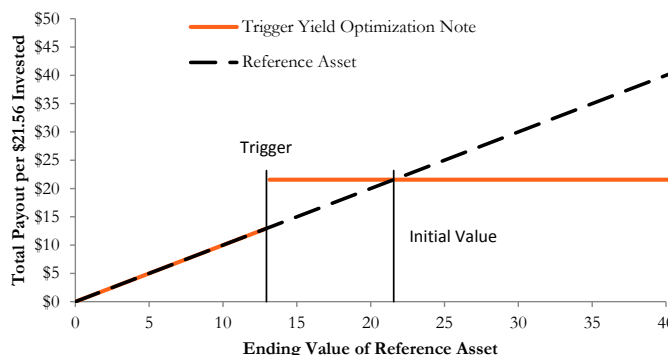 Total Payout per $21.56 Invested
$50
$45
$40
$35
$30
$25
$20
$15
$10
$5
$0
Trigger Yield Optimization Note
Reference Asset
Trigger
Initial Value
0 5 10 15 20 25 30 35 40
Ending Value of Reference Asset